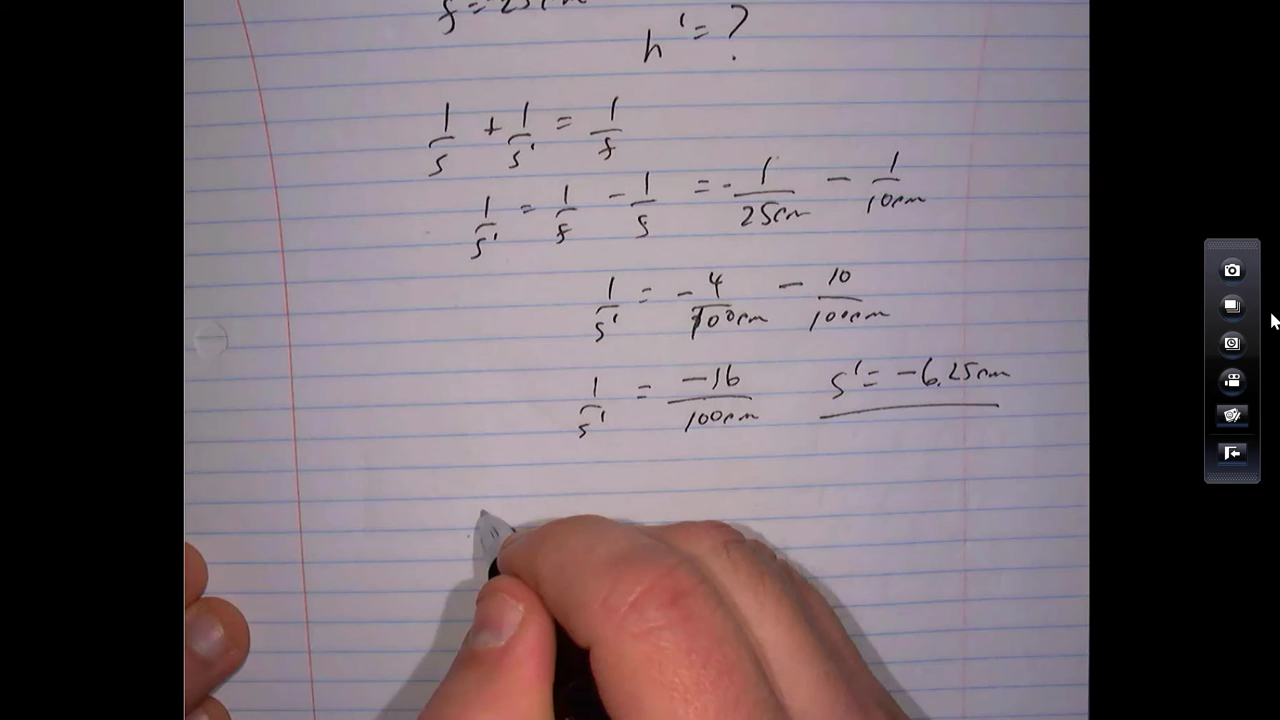 f = -25cm
h' = ?
1/s + 1/s' = 1/f
1/s' = 1/f - 1/s = - 1/25cm - 1/10cm
1/s' = - 4/100cm - 10/100cm
1/s' = -16/100cm s' = -6.25cm